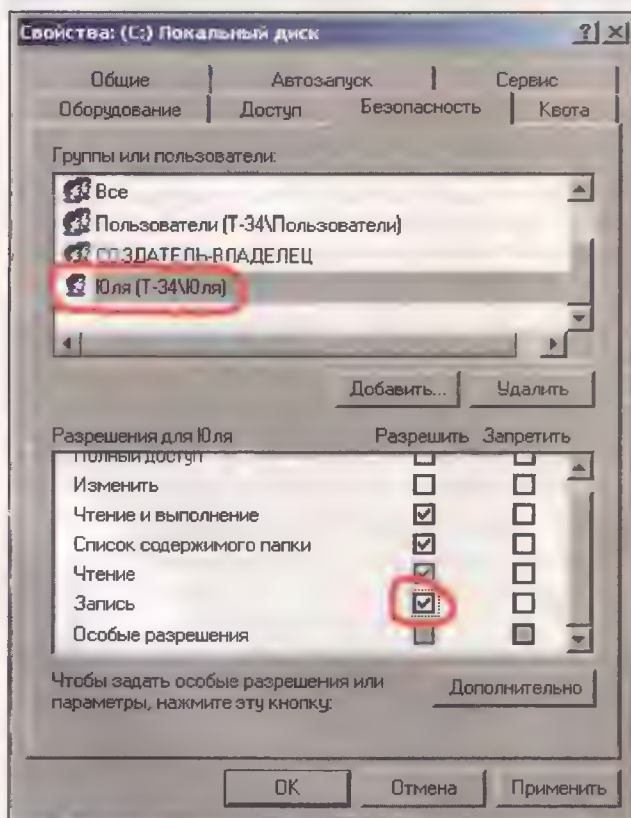 Свойства: (C:) Локальный диск
Общие Автозапуск Сервис
Оборудование Доступ Безопасность Квота
Группы или пользователи:
Все
Пользователи (T-34\Пользователи)
СОЗДАТЕЛЬ-ВЛАДЕЛЕЦ
Юля (T-34\Юля)
Добавить... Удалить
Разрешения для Юля Разрешить Запретить
Полный доступ
Изменить
Чтение и выполнение
Список содержимого папки
Чтение
Запись
Особые разрешения
Чтобы задать особые разрешения или
параметры, нажмите эту кнопку:
Дополнительно
OK Отмена Применить